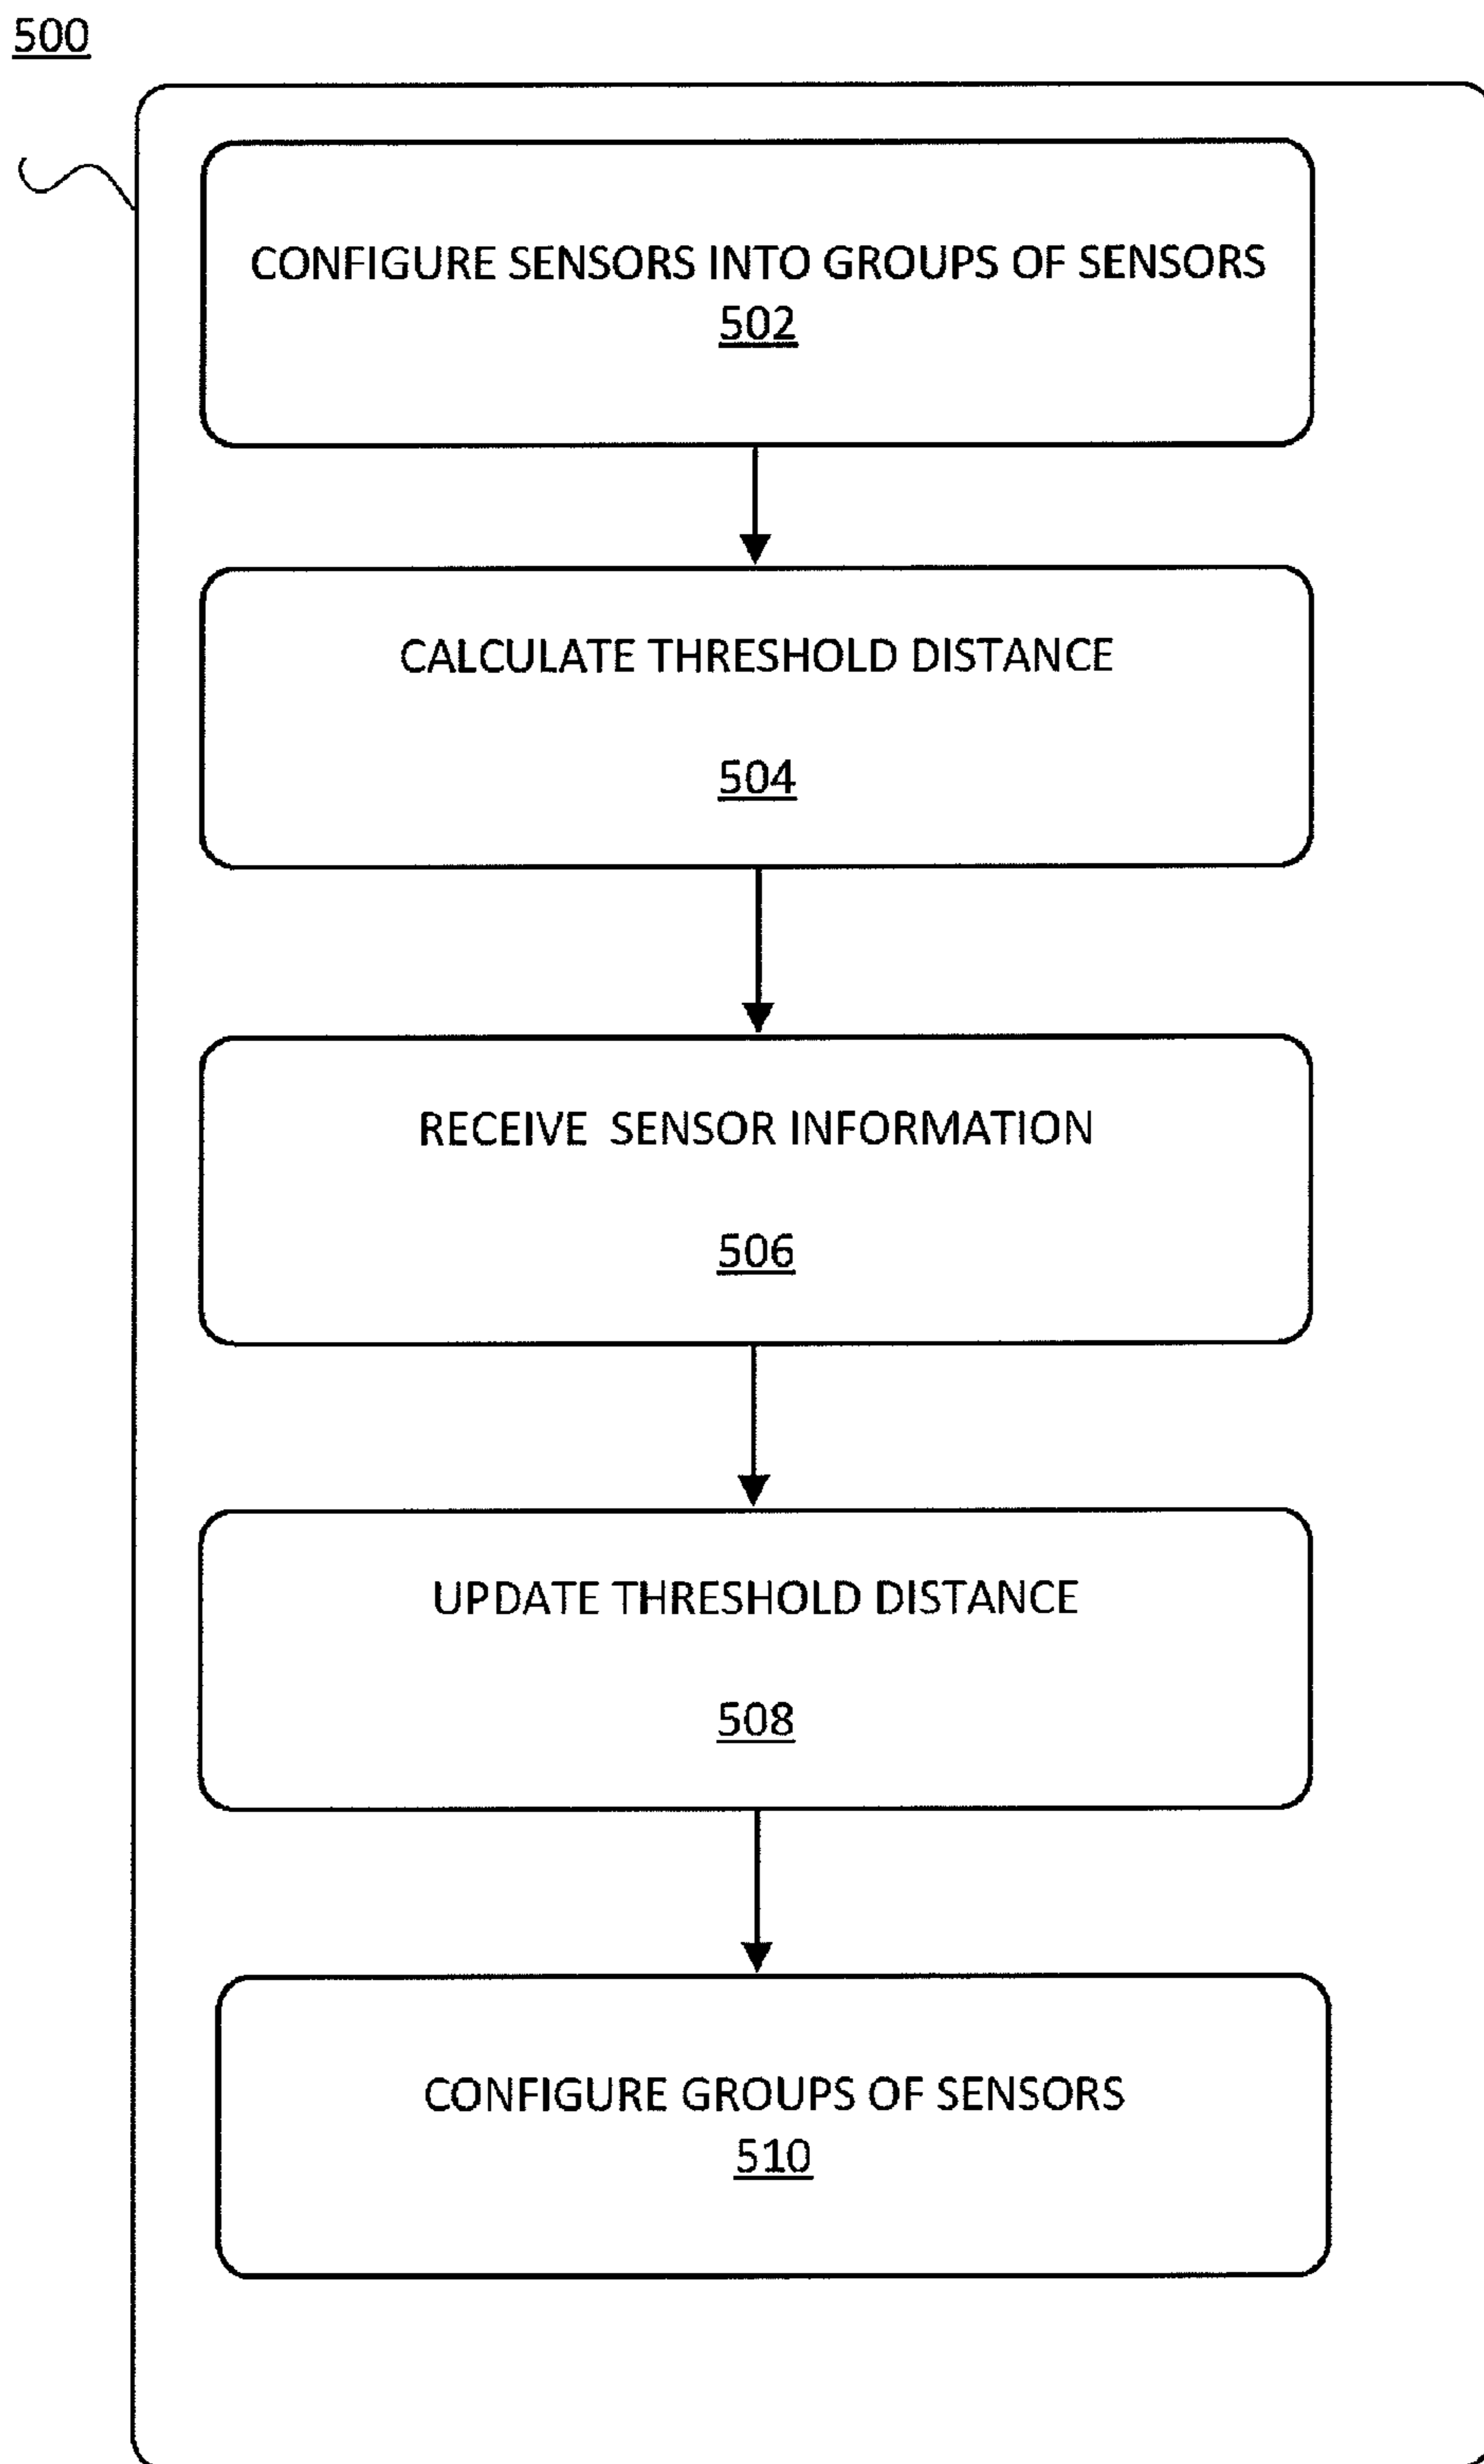 500
CONFIGURE SENSORS INTO GROUPS OF SENSORS
502
CALCULATE THRESHOLD DISTANCE
504
RECEIVE SENSOR INFORMATION
506
UPDATE THRESHOLD DISTANCE
508
CONFIGURE GROUPS OF SENSORS
510